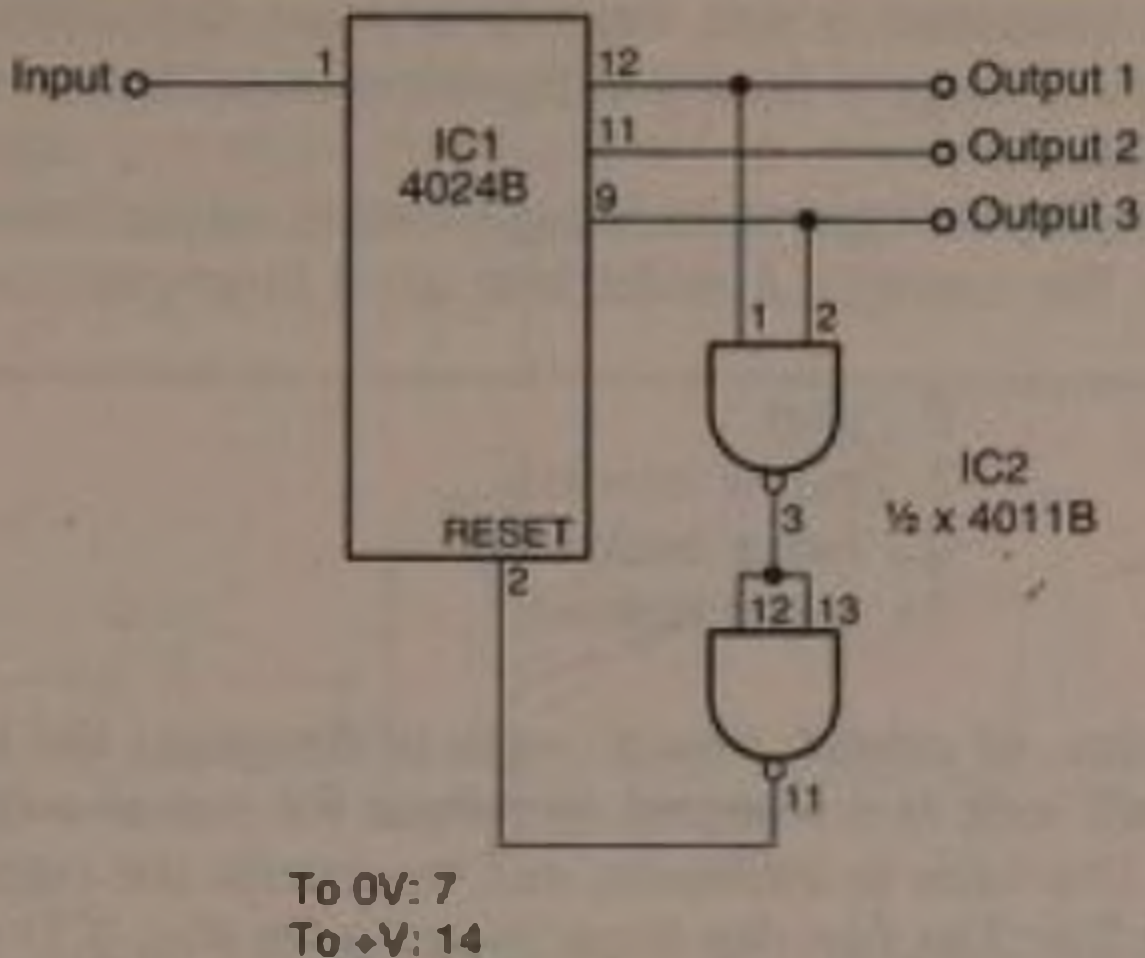 Input
1
12
Output 1
IC1
4024B
11
Output 2
9
Output 3
1
2
IC2
½ x 4011B
3
RESET
2
12
13
11
To 0V: 7
To +V: 14